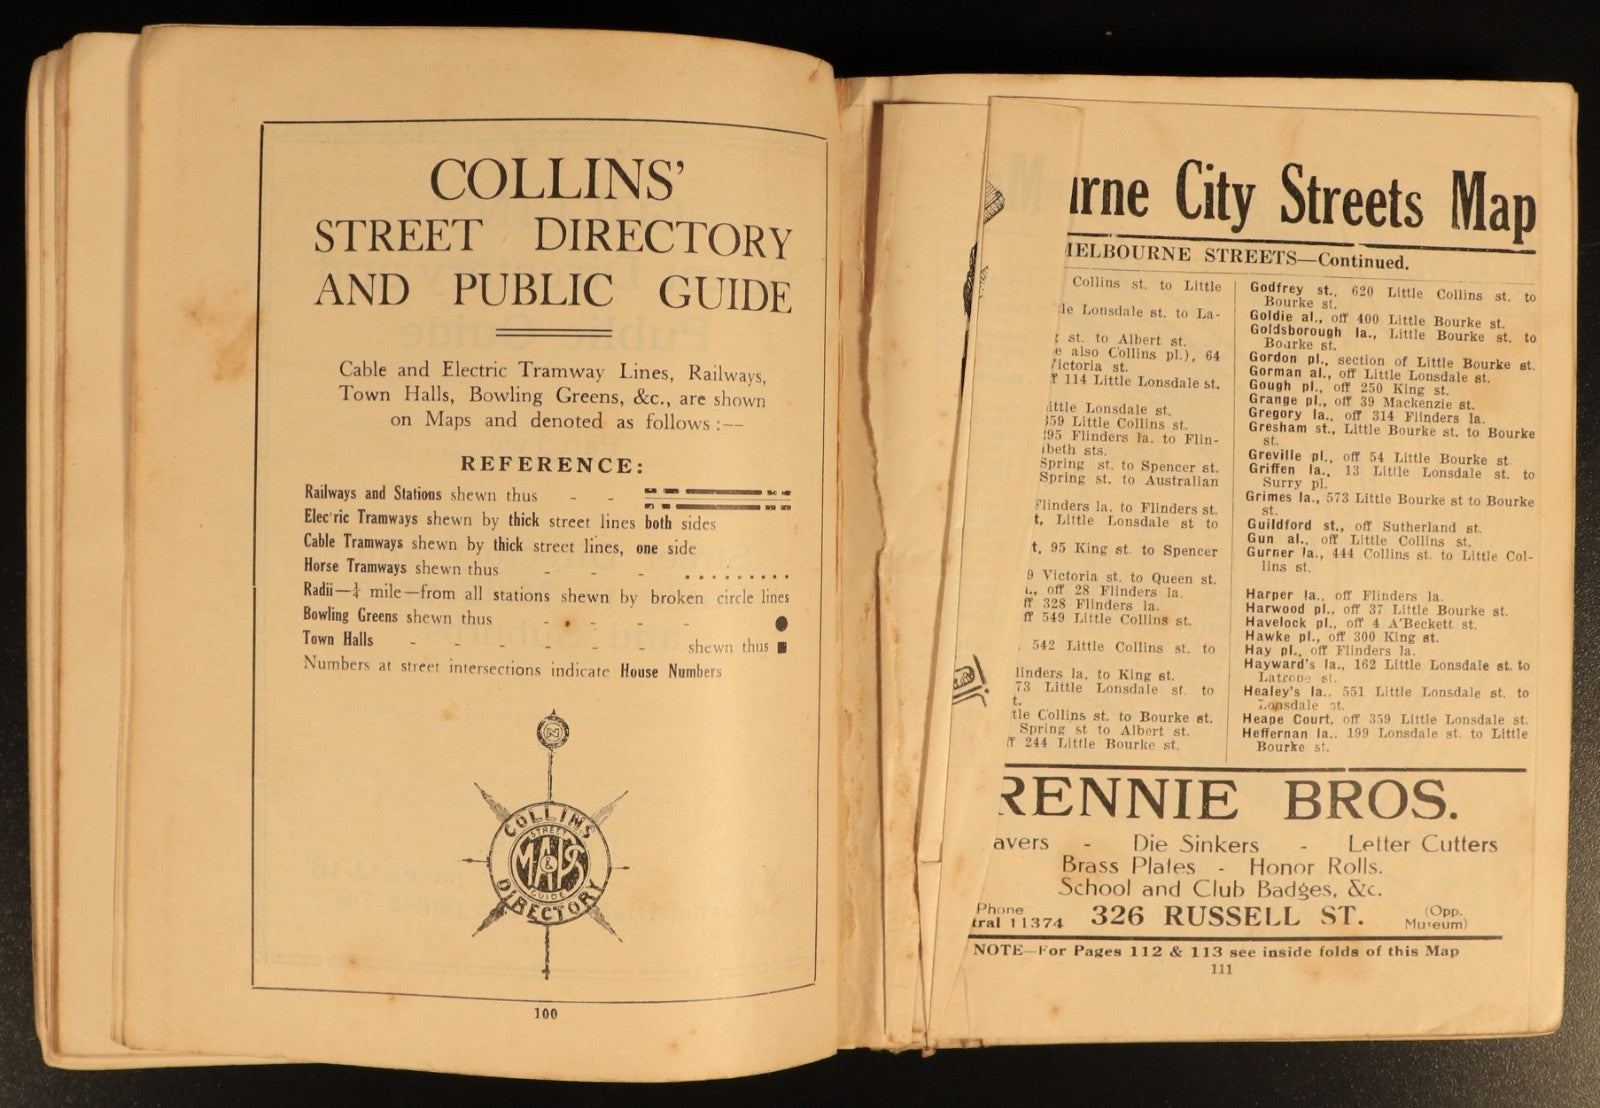 COLLINS'
STREET DIRECTORY
AND PUBLIC GUIDE
Cable and Electric Tramway Lines, Railways,
Town Halls, Bowling Greens, &c., are shown
on Maps and denoted as follows :—
REFERENCE:
Railways and Stations shewn thus - -
Elec'ric Tramways shewn by thick street lines both sides
Cable Tramways shewn by thick street lines, one side
Horse Tramways shewn thus - - -
Radii—¼ mile—from all stations shewn by broken circle lines
Bowling Greens shewn thus - - - -
Town Halls - - - - - - shewn thus
Numbers at street intersections indicate House Numbers
N
COLLINS
STREET
MAPS
&
GUIDE
DIRECTORY
100
urne City Streets Map
MELBOURNE STREETS—Continued.
Collins st. to Little
le Lonsdale st. to La-
st. to Albert st.
e also Collins pl.), 64
Victoria st.
114 Little Lonsdale st.
ittle Lonsdale st.
359 Little Collins st.
195 Flinders la. to Flin-
beth sts.
Spring st. to Spencer st.
Spring st. to Australian
Flinders la. to Flinders st.
t, Little Lonsdale st to
t, 95 King st. to Spencer
9 Victoria st. to Queen st.
off 28 Flinders la.
ff 328 Flinders la.
ff 549 Little Collins st.
542 Little Collins st. to
linders la. to King st.
73 Little Lonsdale st. to
t.
tle Collins st. to Bourke st.
Spring st to Albert st.
ff 244 Little Bourke st.
Godfrey st., 620 Little Collins st. to
Bourke st.
Goldie al., off 400 Little Bourke st.
Goldsborough la., Little Bourke st. to
Bourke st.
Gordon pl., section of Little Bourke st.
Gorman al., off Little Lonsdale st.
Gough pl., off 250 King st.
Grange pl., off 39 Mackenzie st.
Gregory la., off 314 Flinders la.
Gresham st., Little Bourke st. to Bourke
st.
Greville pl., off 54 Little Bourke st.
Griffen la., 13 Little Lonsdale st. to
Surry pl.
Grimes la., 573 Little Bourke st to Bourke
st.
Guildford st., off Sutherland st.
Gun al., off Little Collins st.
Gurner la., 444 Collins st. to Little Col-
lins st.
Harper la., off Flinders la.
Harwood pl., off 37 Little Bourke st.
Havelock pl., off 4 A'Beckett st.
Hawke pl., off 300 King st.
Hay pl., off Flinders la.
Hayward's la., 162 Little Lonsdale st. to
Latrobe st.
Healey's la., 551 Little Lonsdale st. to
Lonsdale st.
Heape Court, off 359 Little Lonsdale st.
Heffernan la., 199 Lonsdale st. to Little
Bourke st.
RENNIE BROS.
avers - Die Sinkers - Letter Cutters
Brass Plates - Honor Rolls.
School and Club Badges, &c.
Phone
tral 11374
326 RUSSELL ST.
(Opp.
Museum)
NOTE—For Pages 112 & 113 see inside folds of this Map
111